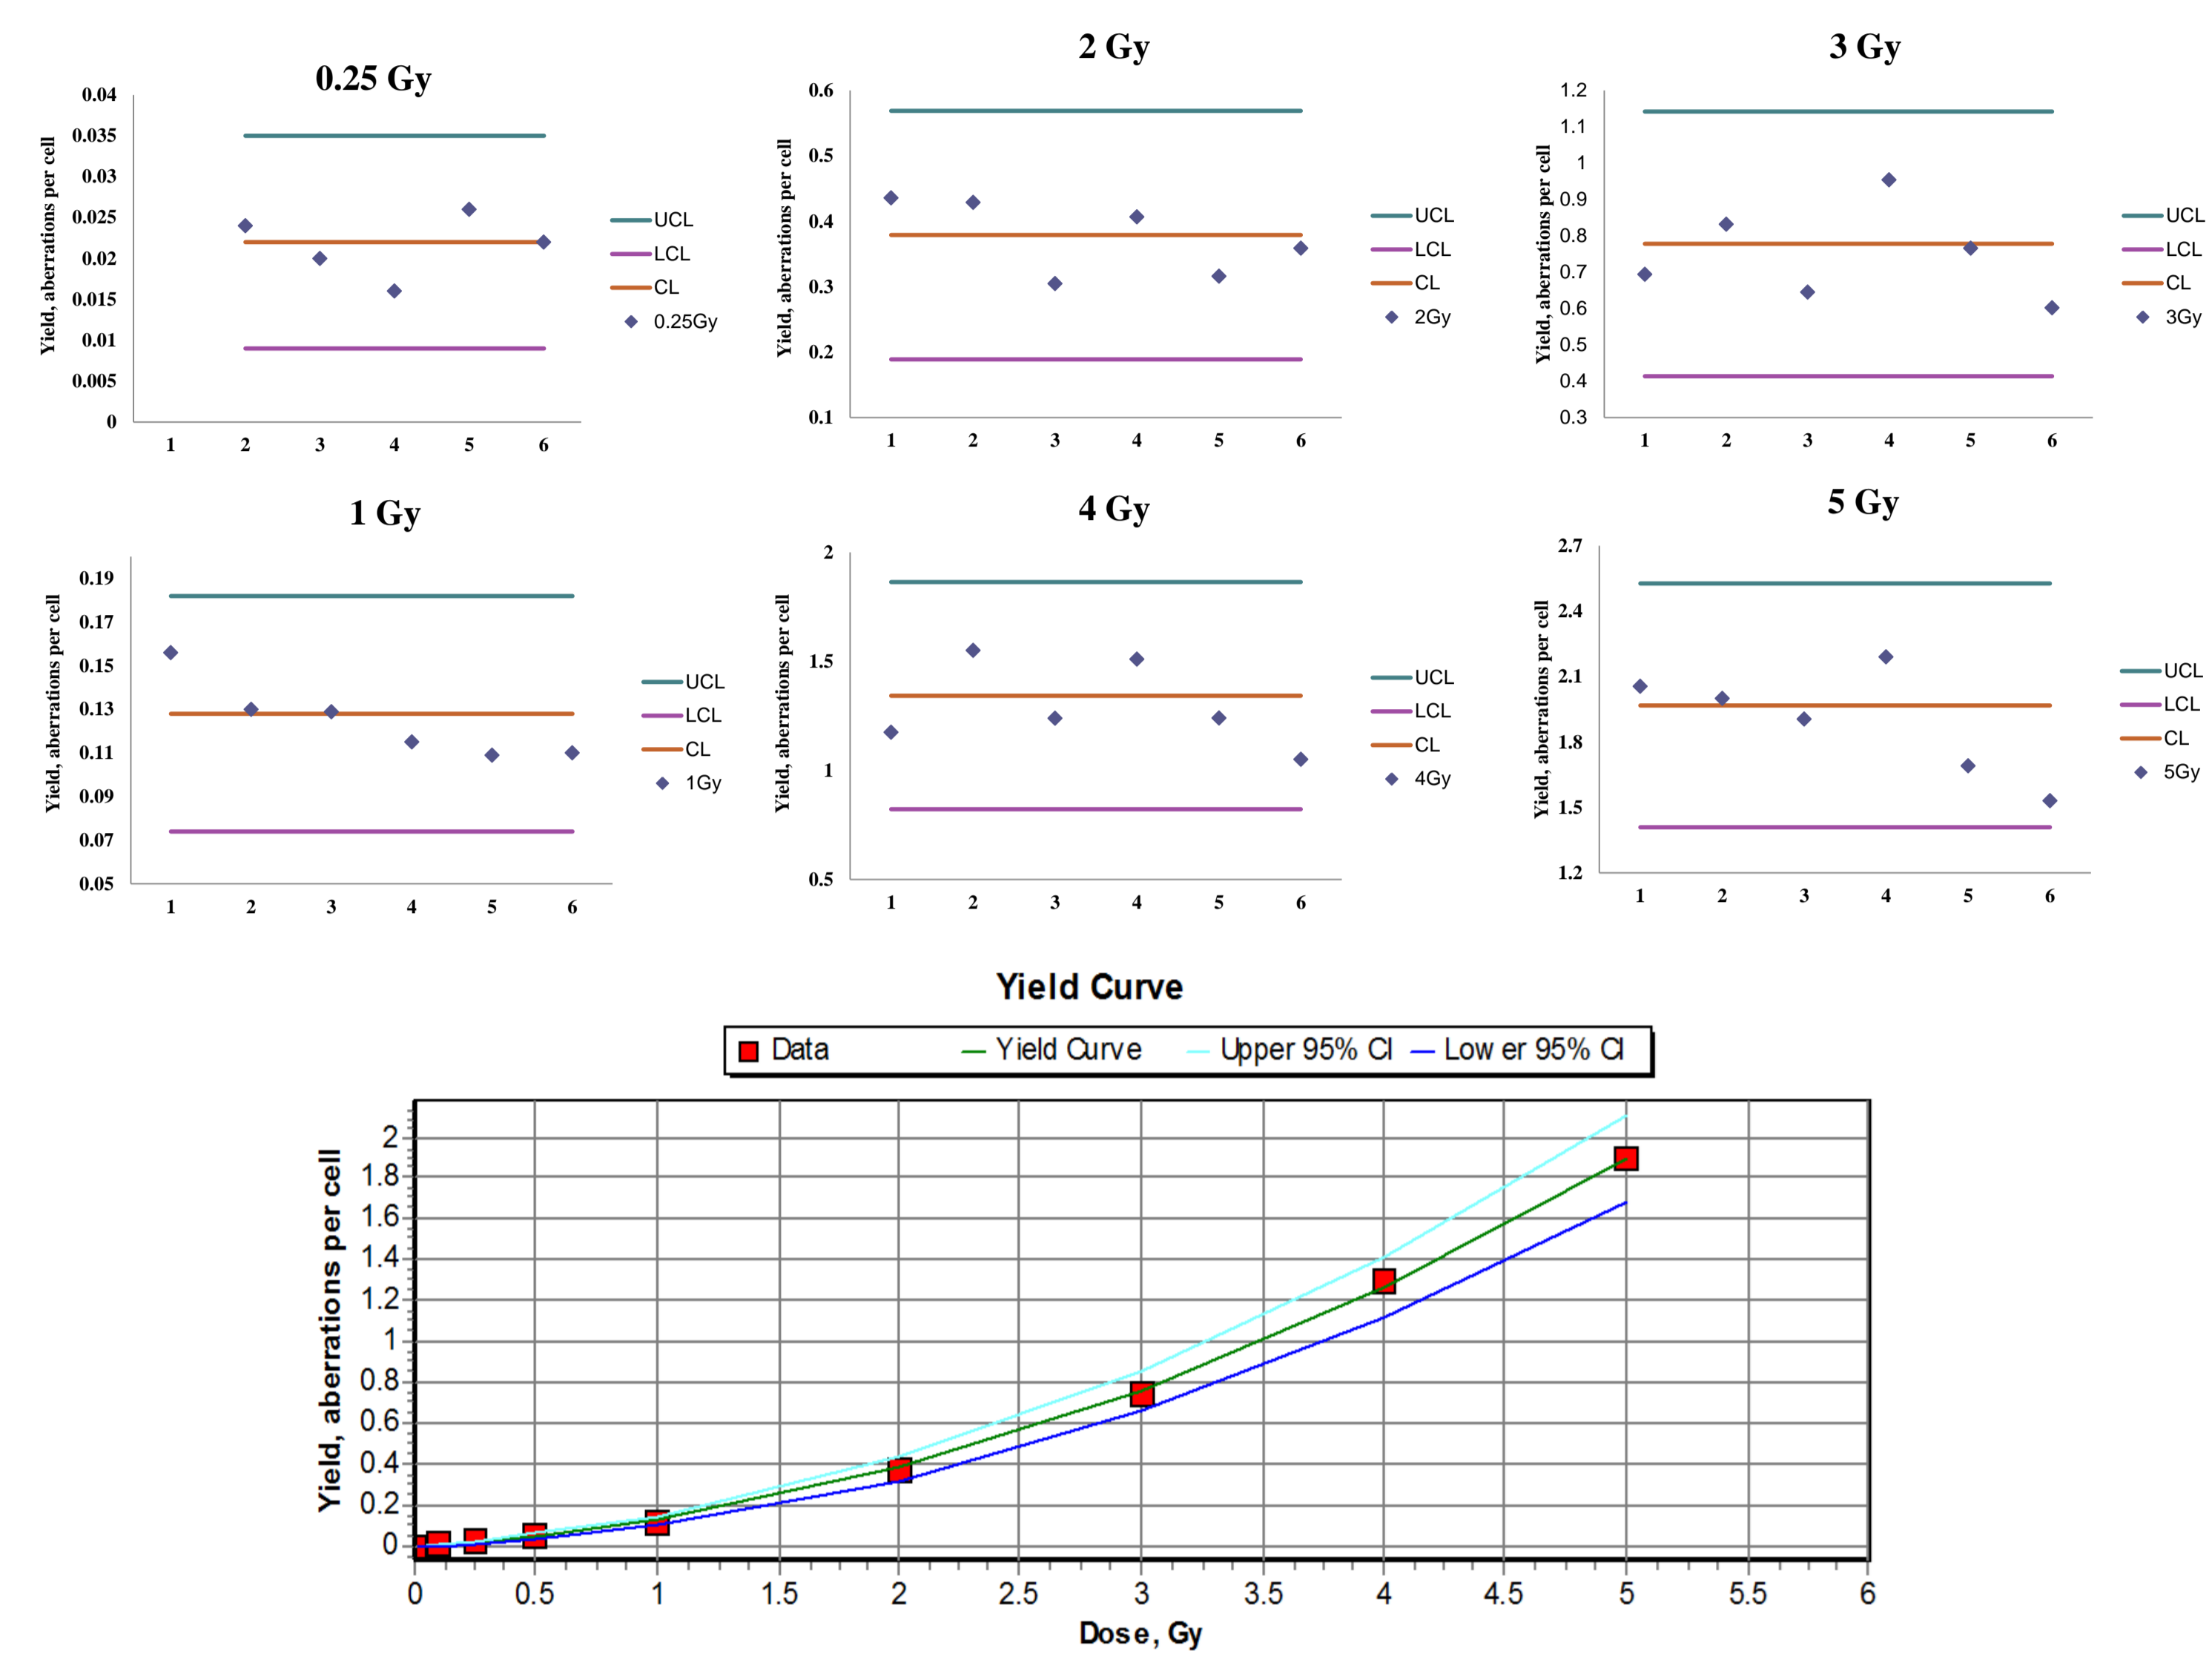 0.25 Gy
Yield, aberrations per cell
0.04
0.035
0.03
0.025
0.02
0.015
0.01
0.005
0
1 2 3 4 5 6
UCL
LCL
CL
0.25Gy
2 Gy
Yield, aberrations per cell
0.6
0.5
0.4
0.3
0.2
0.1
1 2 3 4 5 6
UCL
LCL
CL
2Gy
3 Gy
Yield, aberrations per cell
1.2
1.1
1
0.9
0.8
0.7
0.6
0.5
0.4
0.3
1 2 3 4 5 6
UCL
LCL
CL
3Gy
1 Gy
Yield, aberrations per cell
0.19
0.17
0.15
0.13
0.11
0.09
0.07
0.05
1 2 3 4 5 6
UCL
LCL
CL
1Gy
4 Gy
Yield, aberrations per cell
2
1.5
1
0.5
1 2 3 4 5 6
UCL
LCL
CL
4Gy
5 Gy
Yield, aberrations per cell
2.7
2.4
2.1
1.8
1.5
1.2
1 2 3 4 5 6
UCL
LCL
CL
5Gy
Yield Curve
Data Yield Curve Upper 95% CI Low er 95% CI
Yield, aberrations per cell
2
1.8
1.6
1.4
1.2
1
0.8
0.6
0.4
0.2
0
0 0.5 1 1.5 2 2.5 3 3.5 4 4.5 5 5.5 6
Dose, Gy